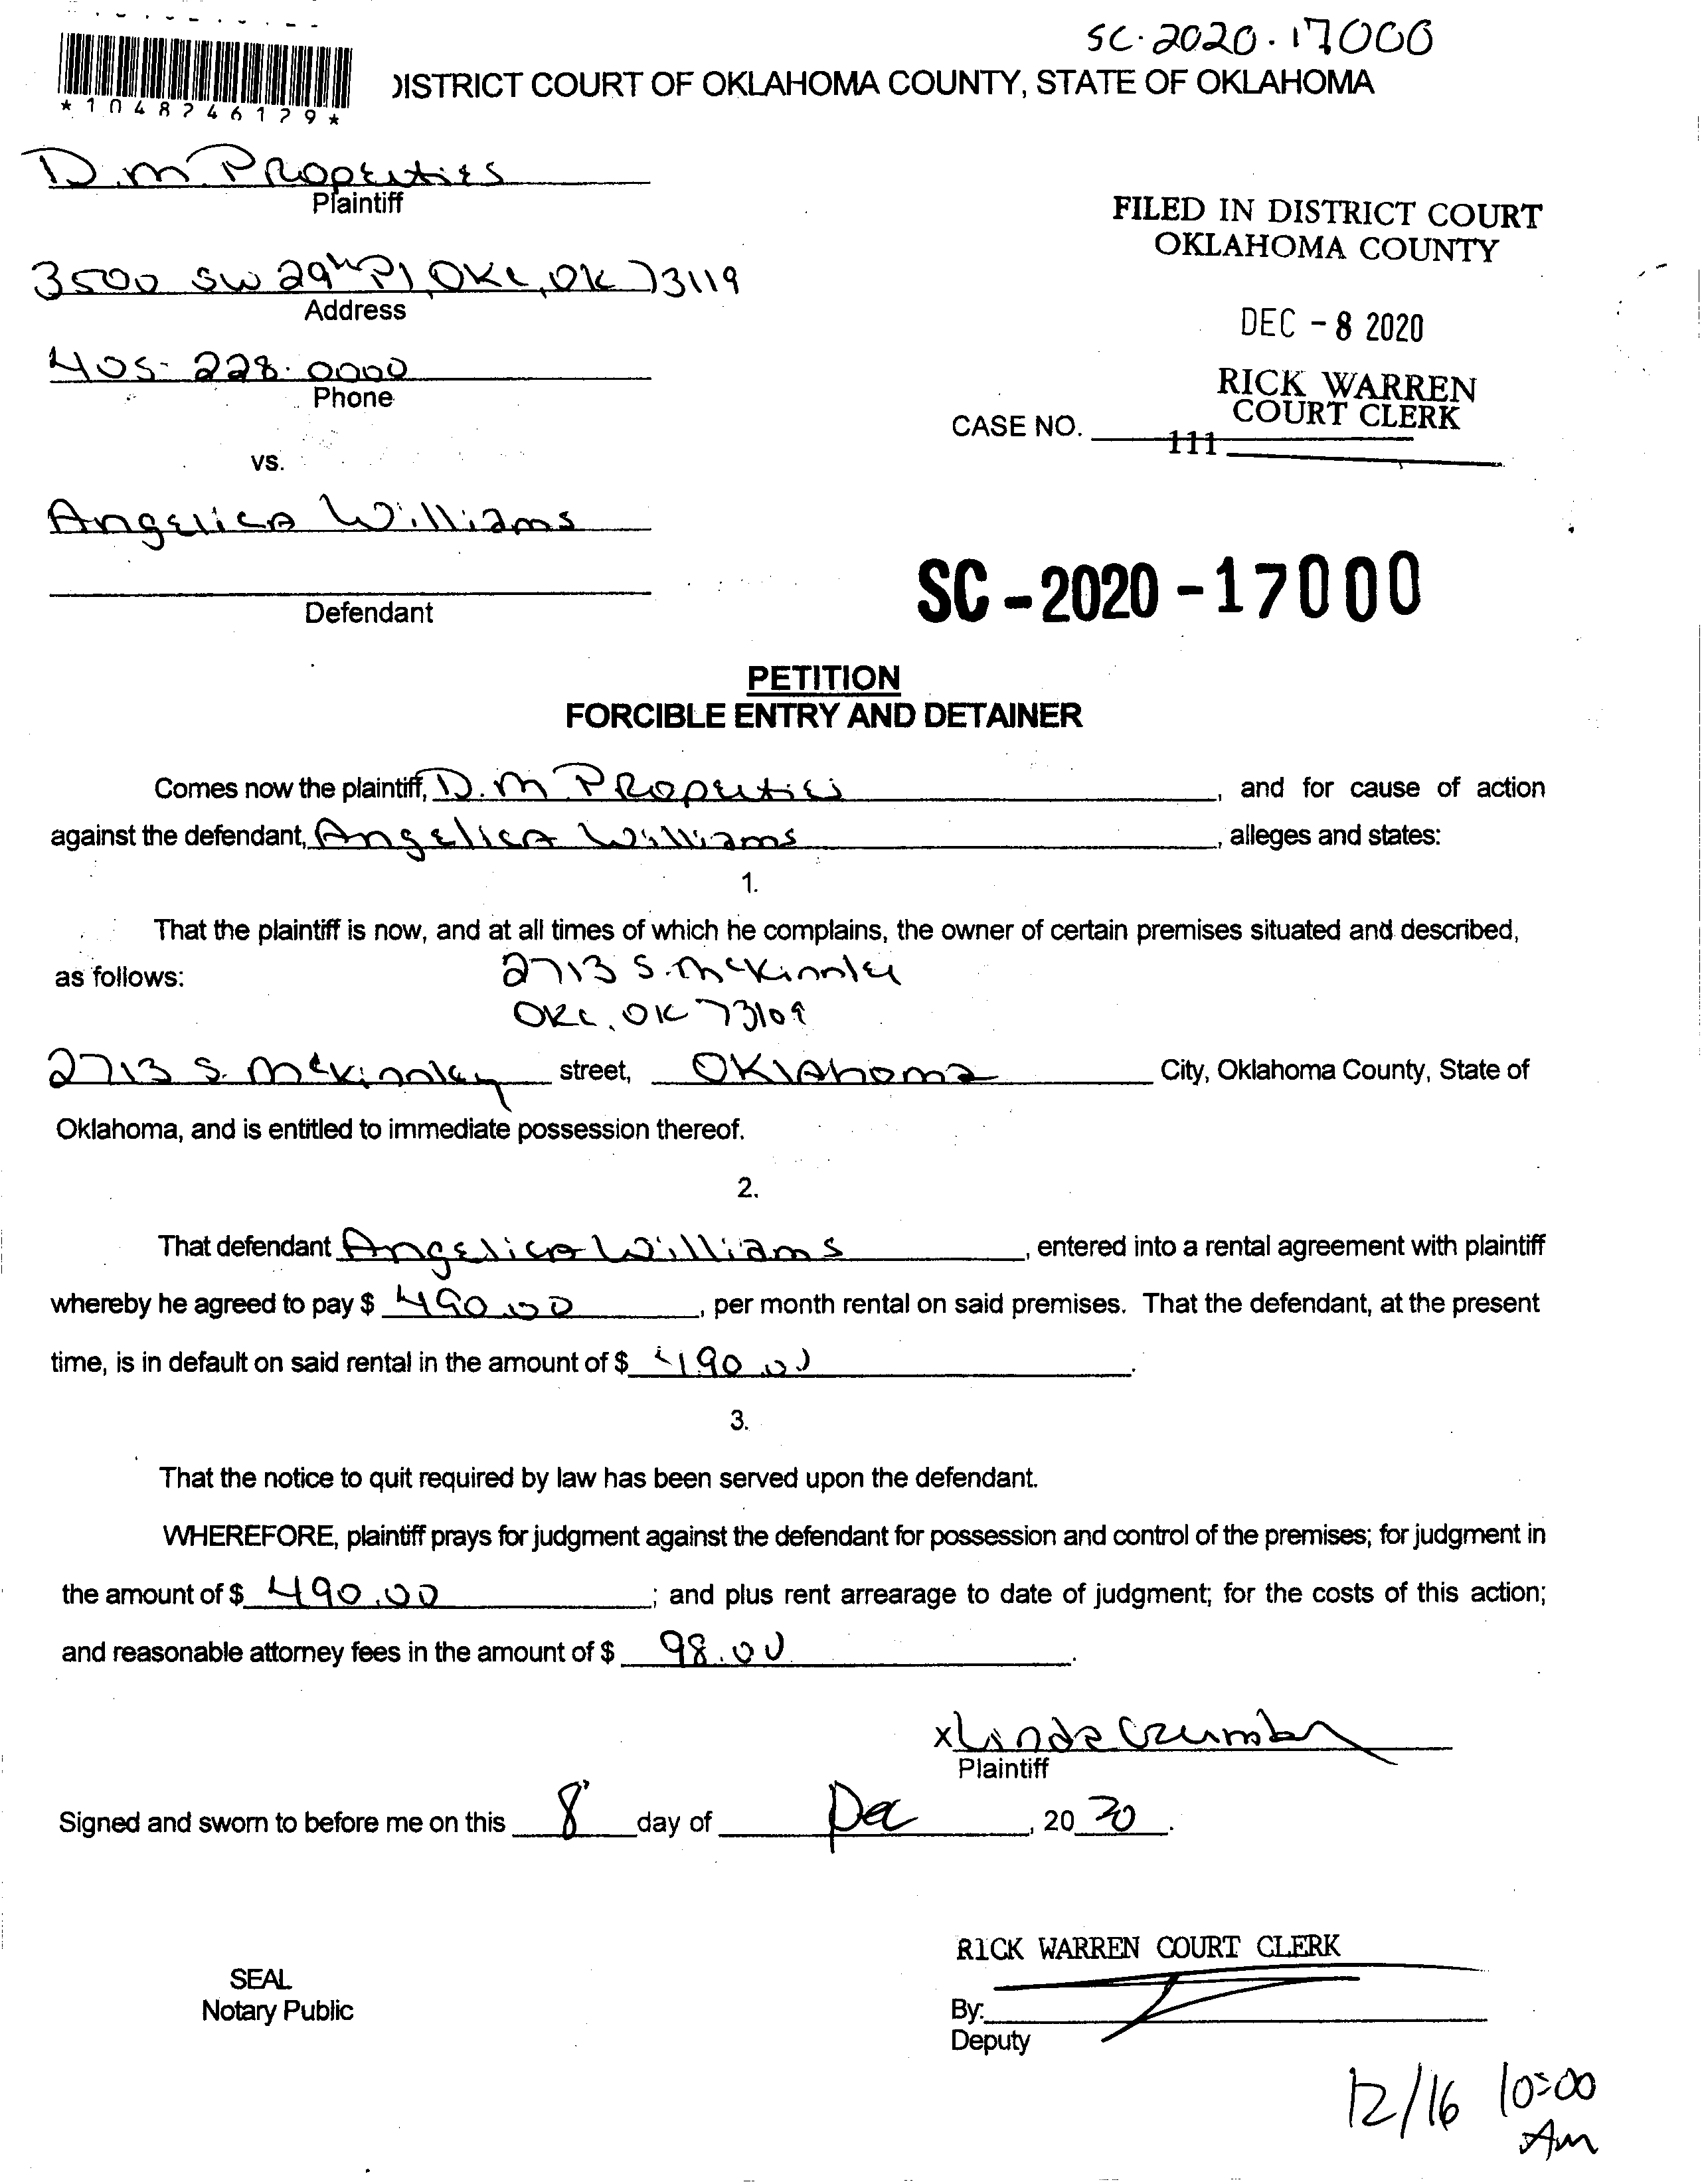 SC-2020-17000
*1048246129*
DISTRICT COURT OF OKLAHOMA COUNTY, STATE OF OKLAHOMA
D.M. Properties
Plaintiff
3500 SW 29th Pl, OKC, OK 73119
Address
405-228-0000
Phone
vs.
FILED IN DISTRICT COURT
OKLAHOMA COUNTY
DEC -8 2020
RICK WARREN
COURT CLERK
CASE NO.
111
Angelica Williams
Defendant
SC-2020-17000
PETITION
FORCIBLE ENTRY AND DETAINER
Comes now the plaintiff, D.M Properties, and for cause of action
against the defendant, Angelica Williams, alleges and states:
1.
That the plaintiff is now, and at all times of which he complains, the owner of certain premises situated and described,
as follows: 2713 S. McKinnley
OKC, OK 73109
2713 S. McKinnley street, Oklahoma City, Oklahoma County, State of
Oklahoma, and is entitled to immediate possession thereof.
2.
That defendant Angelica Williams, entered into a rental agreement with plaintiff
whereby he agreed to pay $ 490.00, per month rental on said premises. That the defendant, at the present
time, is in default on said rental in the amount of $ 490.00.
3.
That the notice to quit required by law has been served upon the defendant.
WHEREFORE, plaintiff prays for judgment against the defendant for possession and control of the premises; for judgment in
the amount of $ 490.00; and plus rent arrearage to date of judgment; for the costs of this action;
and reasonable attorney fees in the amount of $ 98.00.
x Linda
Plaintiff
Signed and sworn to before me on this 8 day of Dec, 2020.
RICK WARREN COURT CLERK
SEAL
Notary Public
By:
Deputy
12/16 10:00
Am